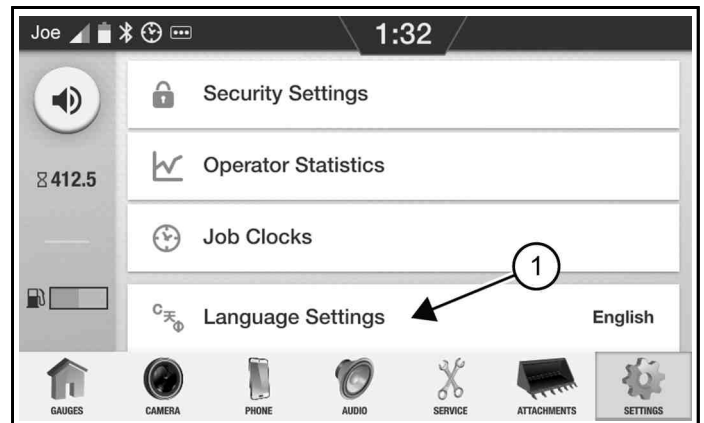 Joe 1:32
Security Settings
412.5
Operator Statistics
Job Clocks
1
Language Settings English
GAUGES CAMERA PHONE AUDIO SERVICE ATTACHMENTS SETTINGS